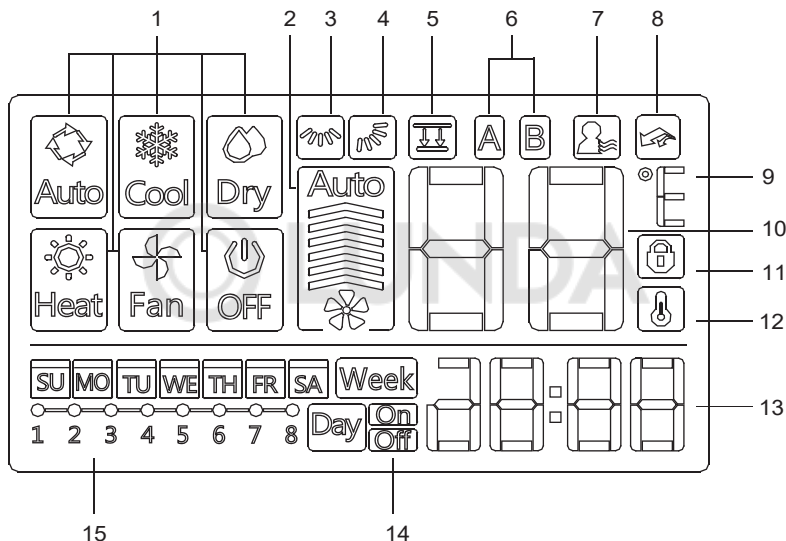 1 2 3 4 5 6 7 8
Auto Cool Dry Auto A B
9
10
LUNDA
Heat Fan OFF
11
12
SU MO TU WE TH FR SA Week
Day On
Off
13
1 2 3 4 5 6 7 8
15 14